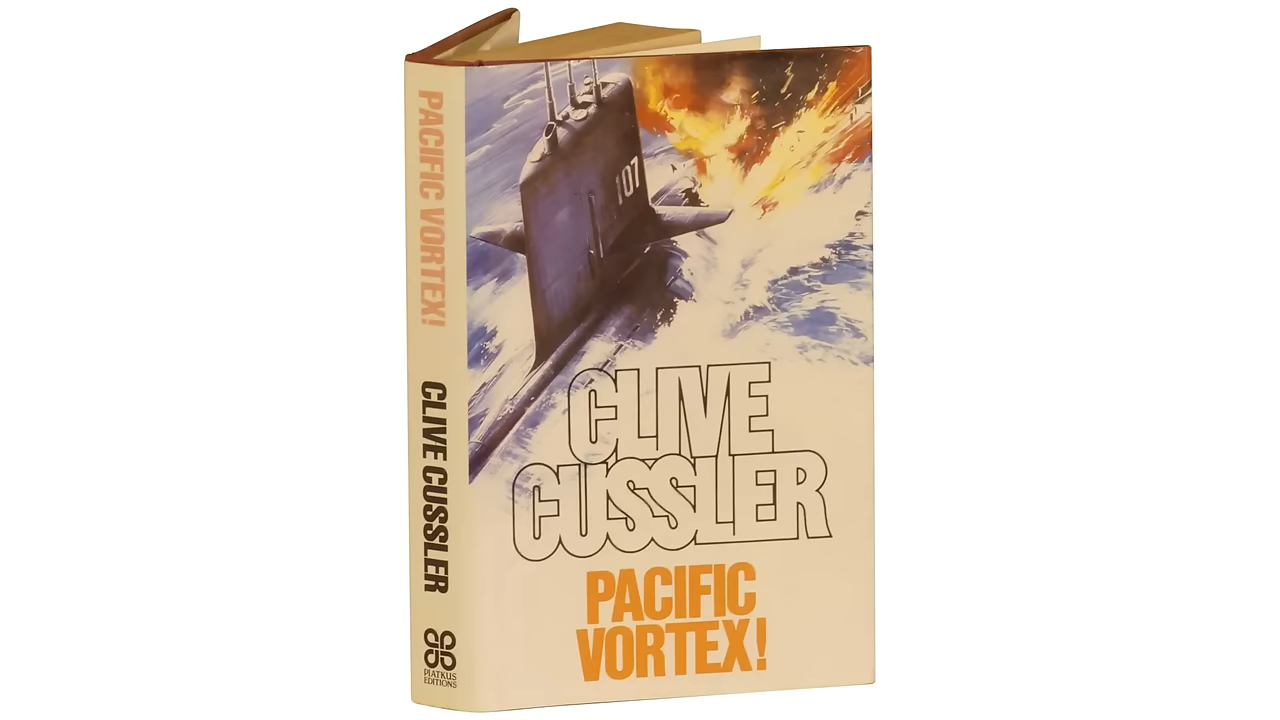 PACIFIC VORTEX!
CLIVE CUSSLER
PIATKUS
EDITIONS
107
CLIVE
CUSSLER
PACIFIC
VORTEX!